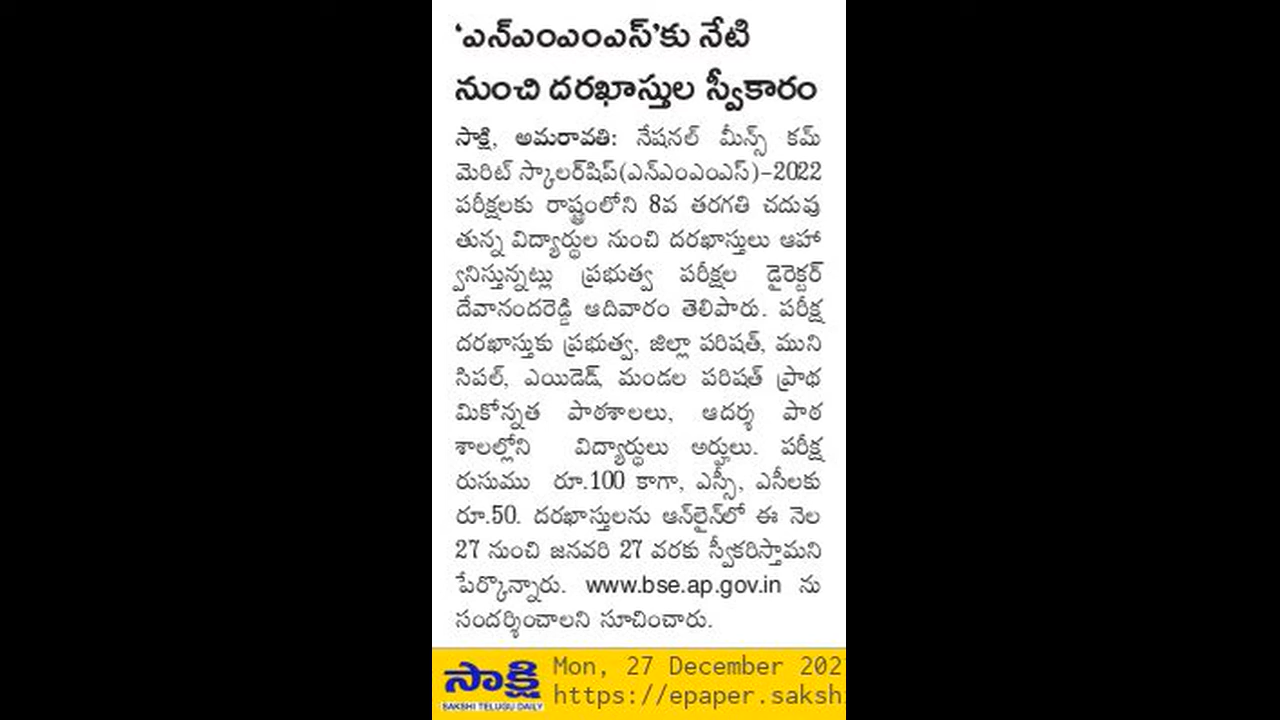 ‘ఎన్ఎంఎంఎస్’కు నేటి
నుంచి దరఖాస్తుల స్వీకారం
సాక్షి, అమరావతి: నేషనల్ మీన్స్ కమ్
మెరిట్ స్కాలర్‌షిప్(ఎన్ఎంఎంఎస్)–2022
పరీక్షలకు రాష్ట్రంలోని 8వ తరగతి చదువు
తున్న విద్యార్థుల నుంచి దరఖాస్తులు ఆహా
్వనిస్తున్నట్లు ప్రభుత్వ పరీక్షల డైరెక్టర్
దేవానందరెడ్డి ఆదివారం తెలిపారు. పరీక్ష
దరఖాస్తుకు ప్రభుత్వ, జిల్లా పరిషత్, ముని
సిపల్, ఎయిడెడ్, మండల పరిషత్ ప్రాథ
మికోన్నత పాఠశాలలు, ఆదర్శ పాఠ
శాలల్లోని విద్యార్థులు అర్హులు. పరీక్ష
రుసుము రూ.100 కాగా, ఎస్సీ, ఎసీలకు
రూ.50. దరఖాస్తులను ఆన్‌లైన్‌లో ఈ నెల
27 నుంచి జనవరి 27 వరకు స్వీకరిస్తామని
పేర్కొన్నారు. www.bse.ap.gov.in ను
సందర్శించాలని సూచించారు.
సాక్షి
SAKSHI TELUGU DAILY
Mon, 27 December 202
https://epaper.saksh